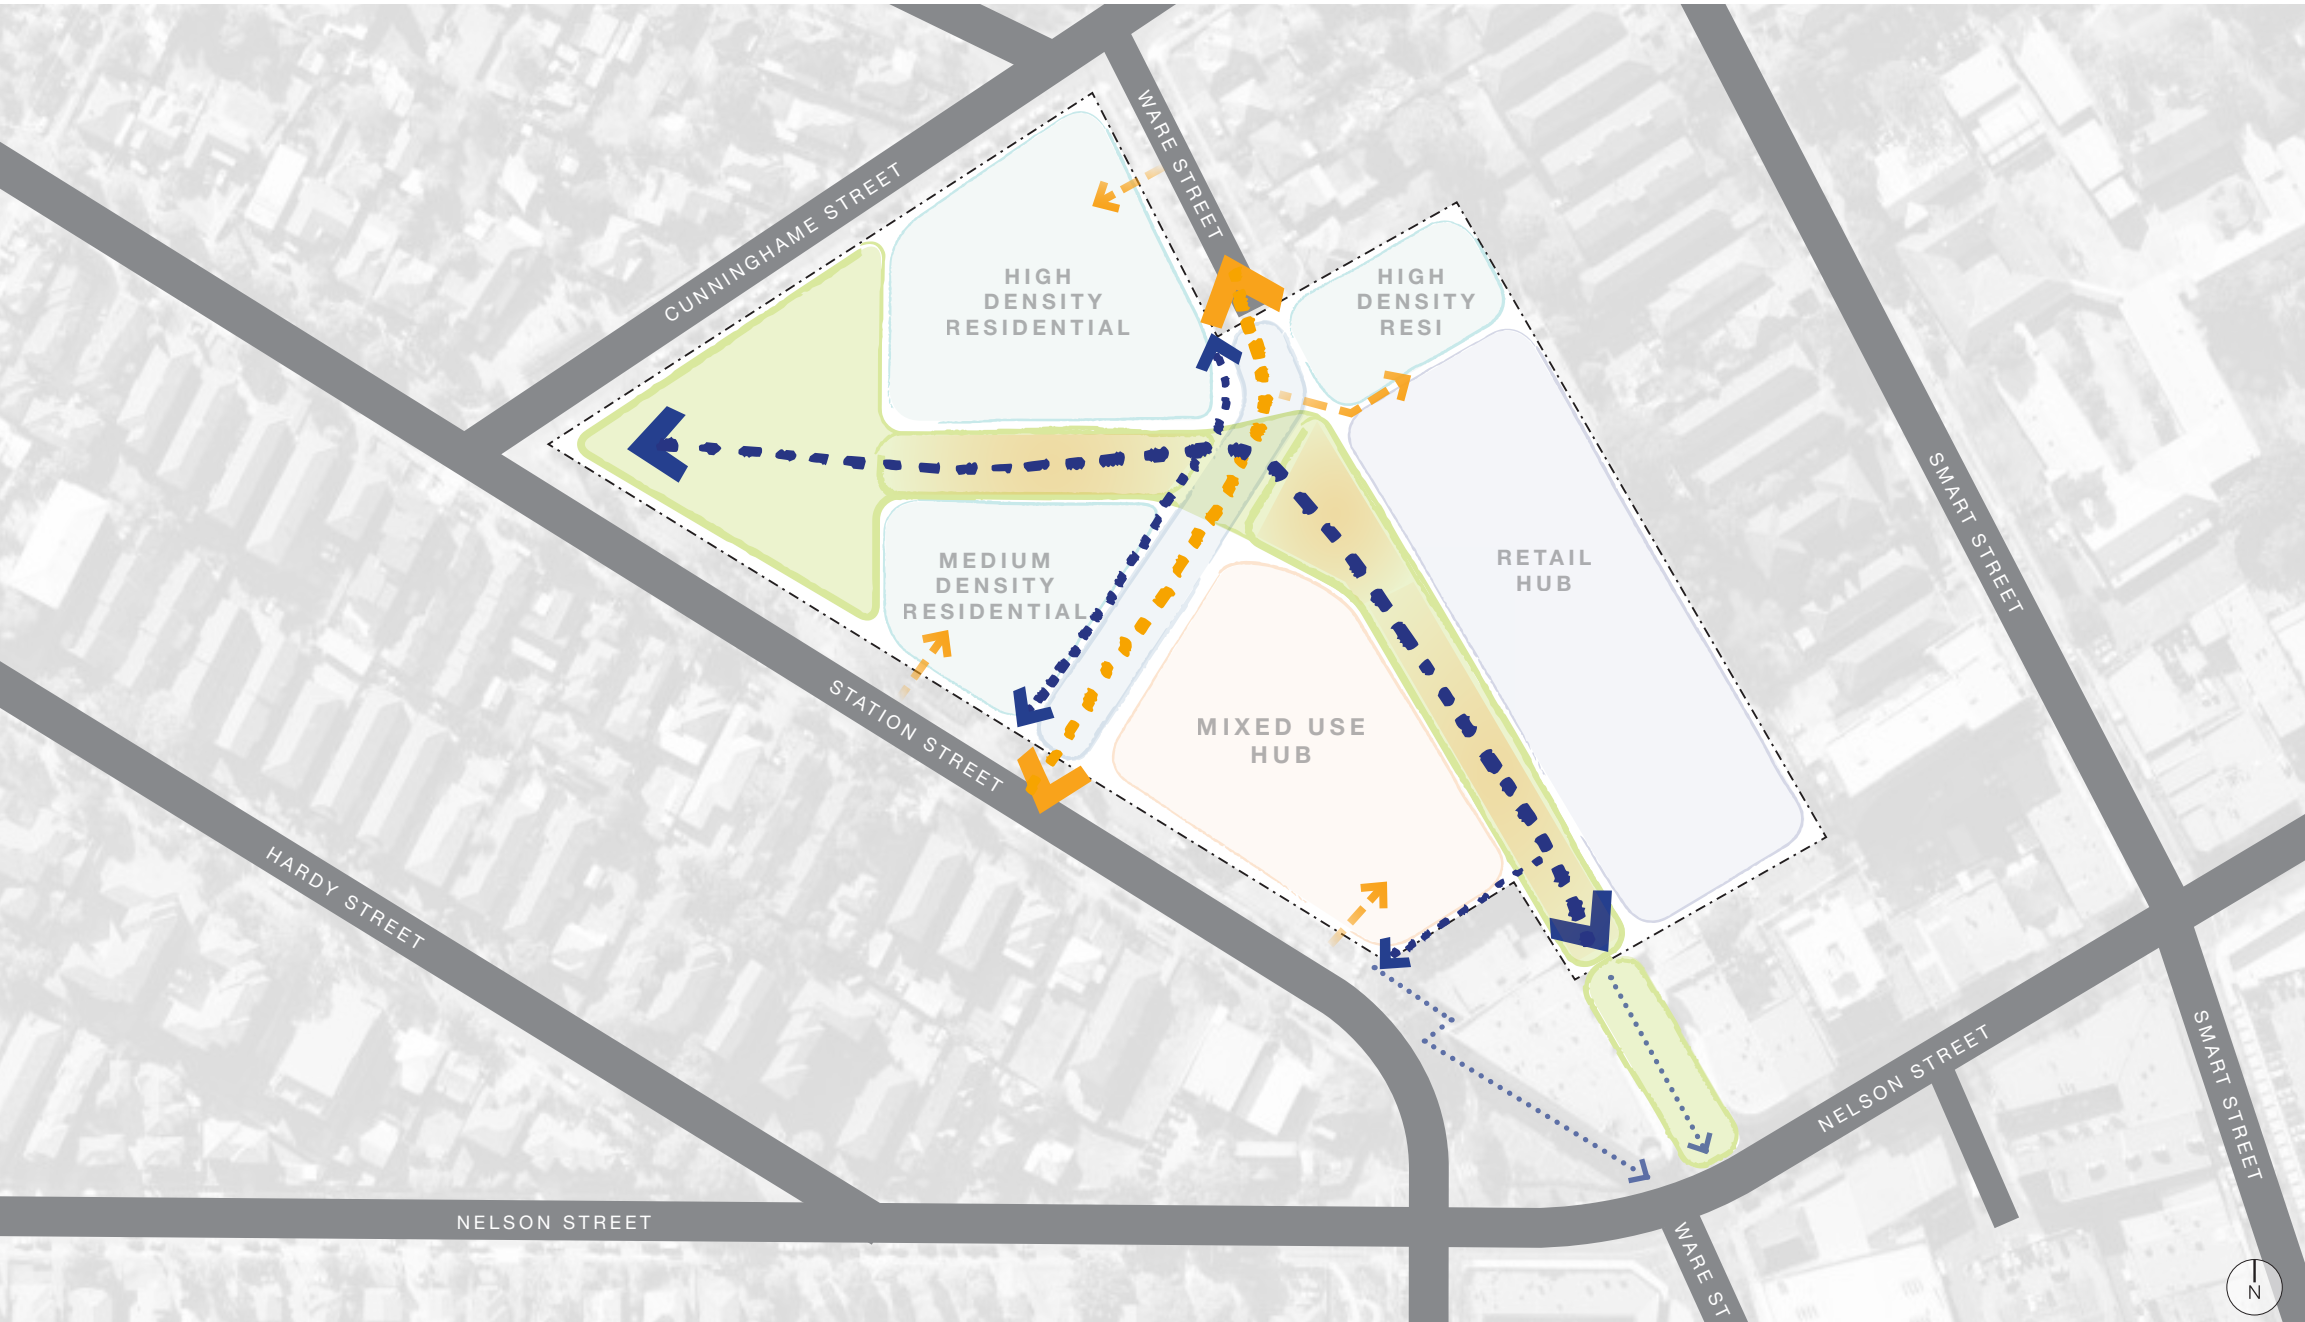 WARE STREET
CUNNINGHAME STREET
HIGH
DENSITY
RESIDENTIAL
HIGH
DENSITY
RESI
SMART STREET
MEDIUM
DENSITY
RESIDENTIAL
RETAIL
HUB
MIXED USE
HUB
STATION STREET
HARDY STREET
NELSON STREET
SMART STREET
NELSON STREET
WARE ST
N